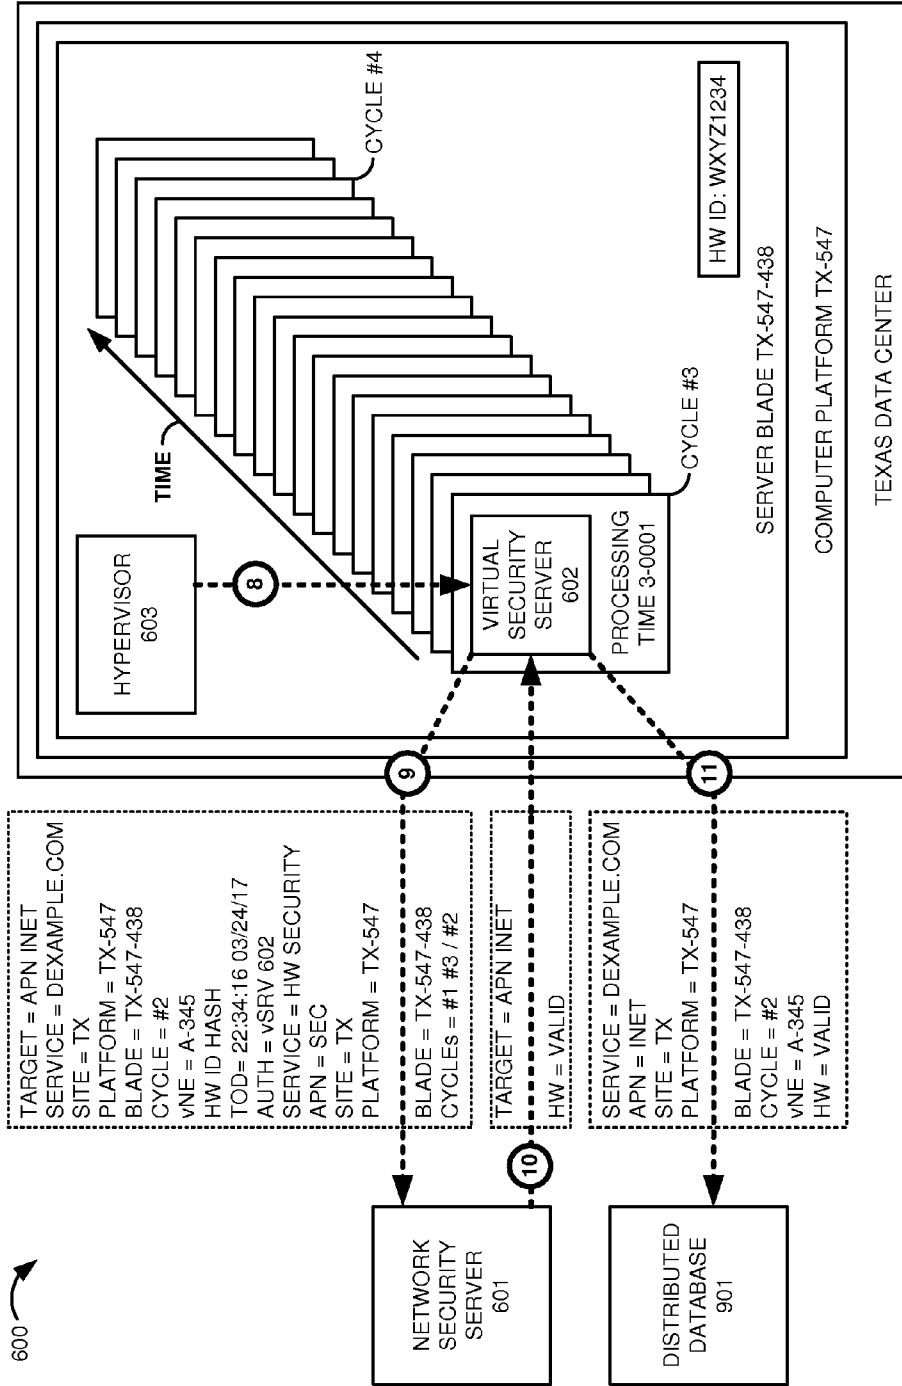 600
NETWORK
SECURITY
SERVER
601
DISTRIBUTED
DATABASE
901
TARGET = APN INET
SERVICE = DEXAMPLE.COM
SITE = TX
PLATFORM = TX-547
BLADE = TX-547-438
CYCLE = #2
vNE = A-345
HW ID HASH
TOD= 22:34:16 03/24/17
AUTH = vSRV 602
SERVICE = HW SECURITY
APN = SEC
SITE = TX
PLATFORM = TX-547
BLADE = TX-547-438
CYCLEs = #1 #3 / #2
9
TARGET = APN INET
HW = VALID
10
SERVICE = DEXAMPLE.COM
APN = INET
SITE = TX
PLATFORM = TX-547
BLADE = TX-547-438
CYCLE = #2
vNE = A-345
HW = VALID
11
HYPERVISOR
603
8
TIME
VIRTUAL
SECURITY
SERVER
602
PROCESSING
TIME 3-0001
CYCLE #3
CYCLE #4
HW ID: WXYZ1234
SERVER BLADE TX-547-438
COMPUTER PLATFORM TX-547
TEXAS DATA CENTER